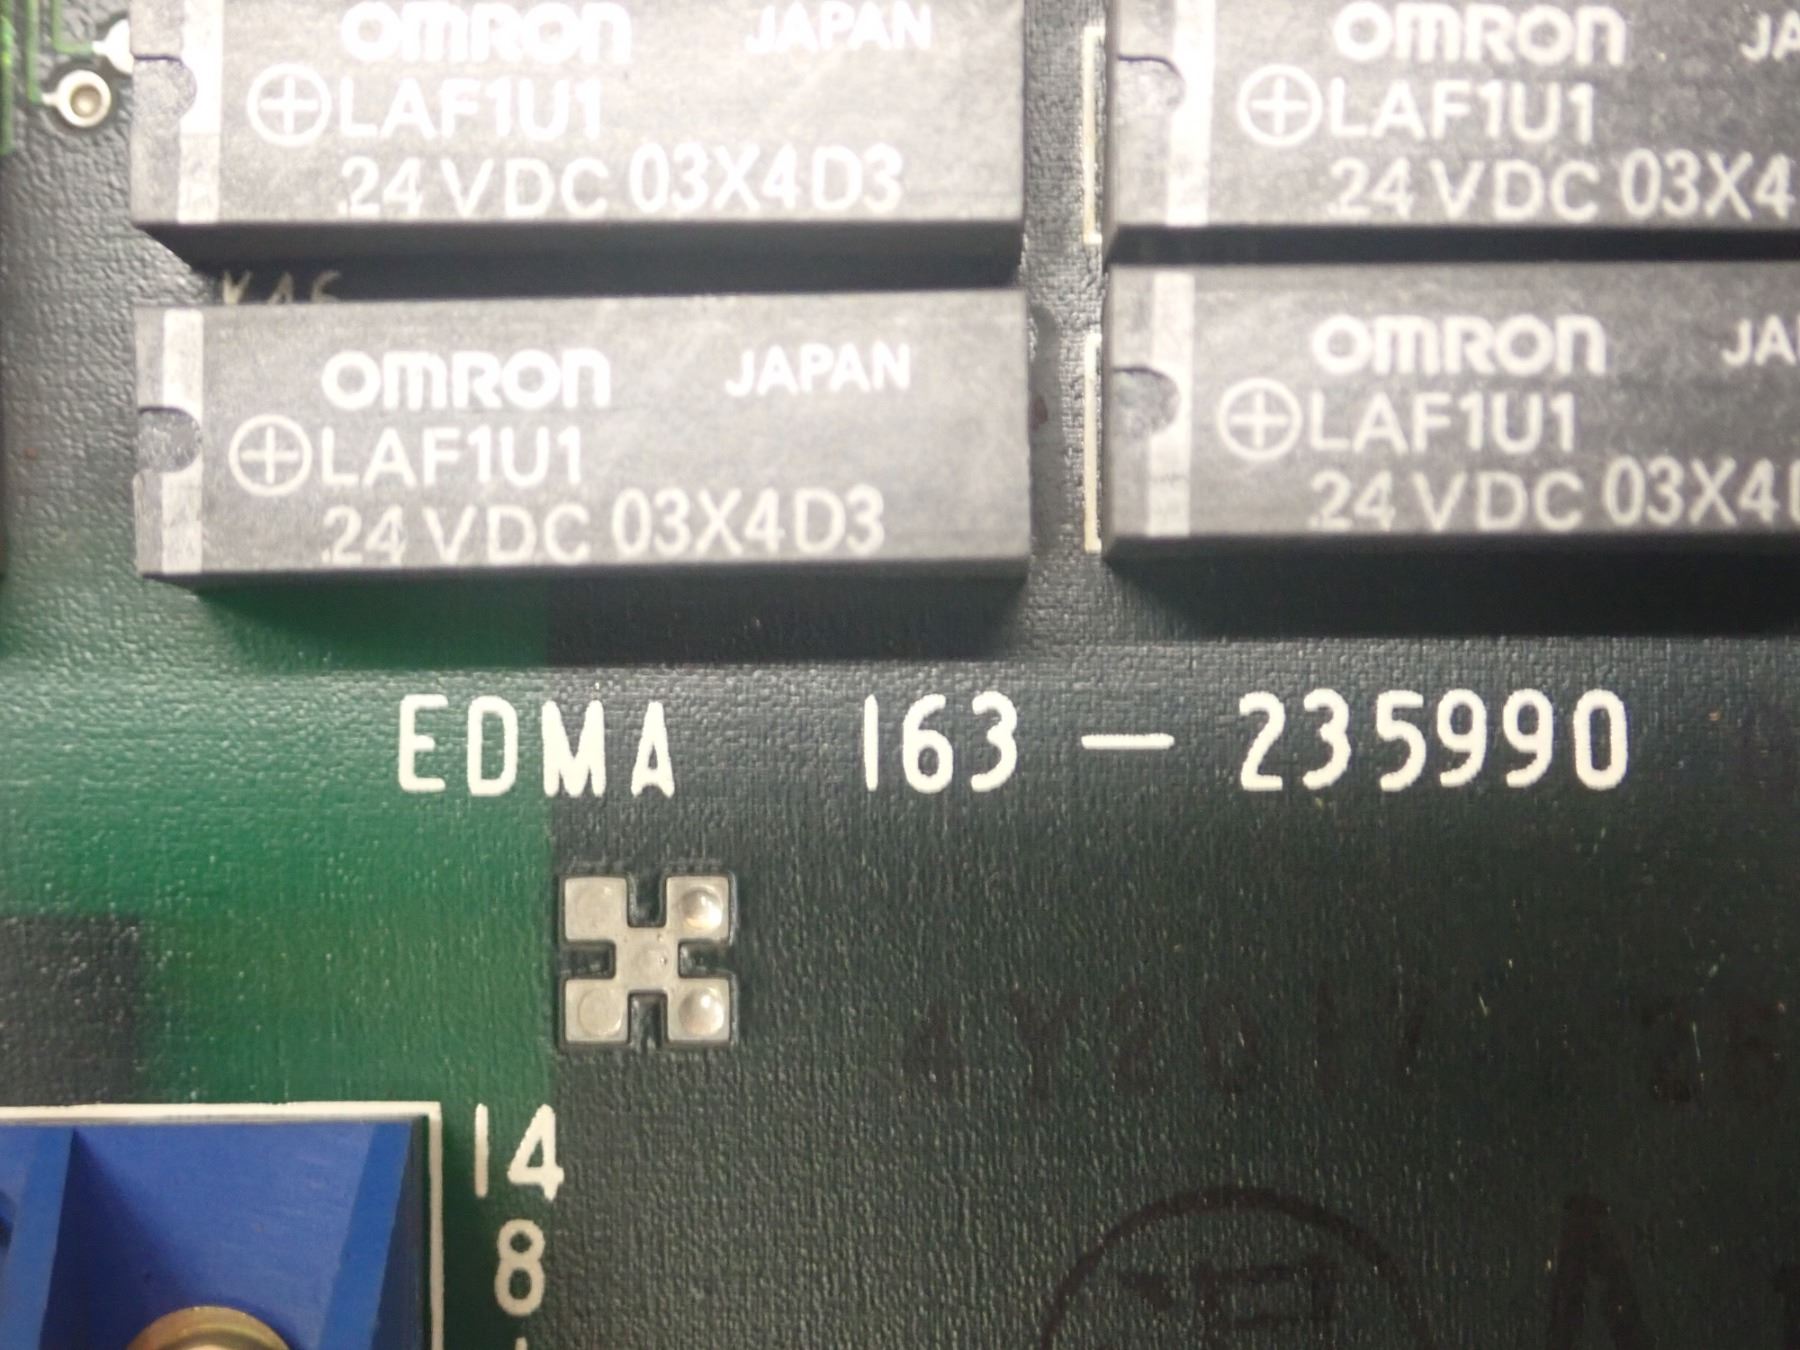 OMRON JAPAN
LAF1U1
24 VDC 03X4D3
OMRON
LAF1U1
24 VDC 03X4
OMRON JAPAN
LAF1U1
24 VDC 03X4D3
OMRON
LAF1U1
24 VDC 03X4
EDMA 163-235990
14
8